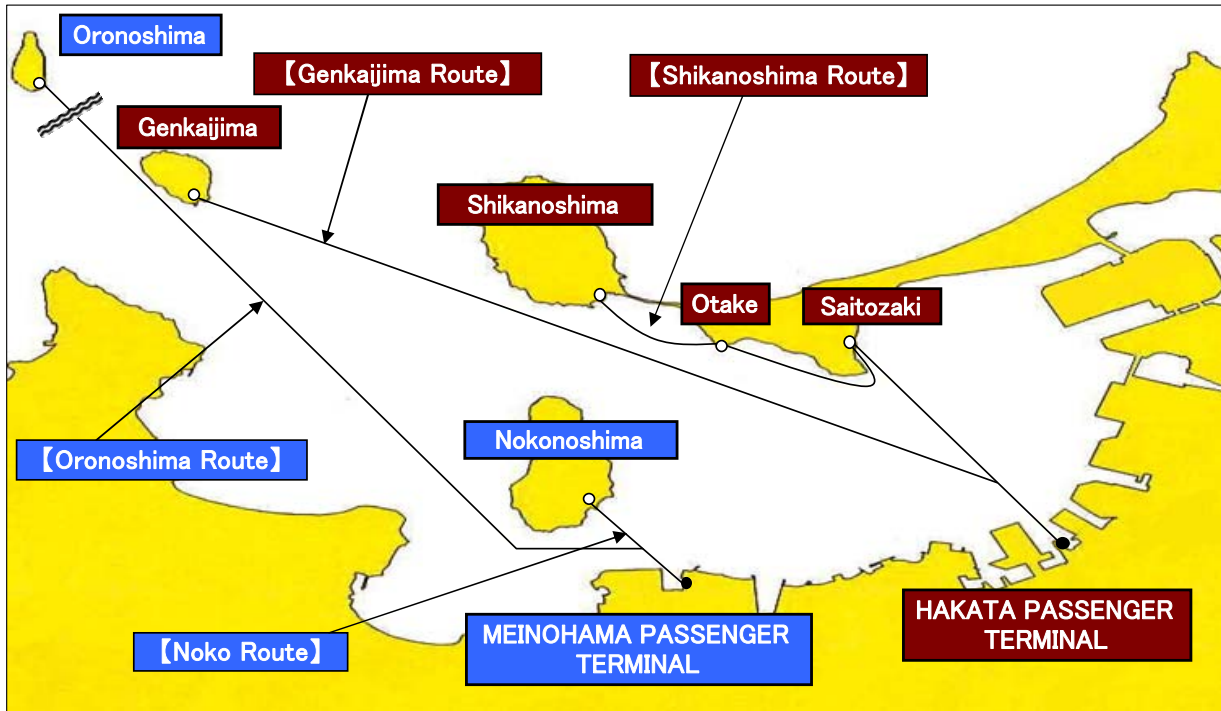 Oronoshima
【Genkaijima Route】
【Shikanoshima Route】
Genkaijima
Shikanoshima
Otake
Saitozaki
Nokonoshima
【Oronoshima Route】
【Noko Route】
MEINOHAMA PASSENGER
TERMINAL
HAKATA PASSENGER
TERMINAL